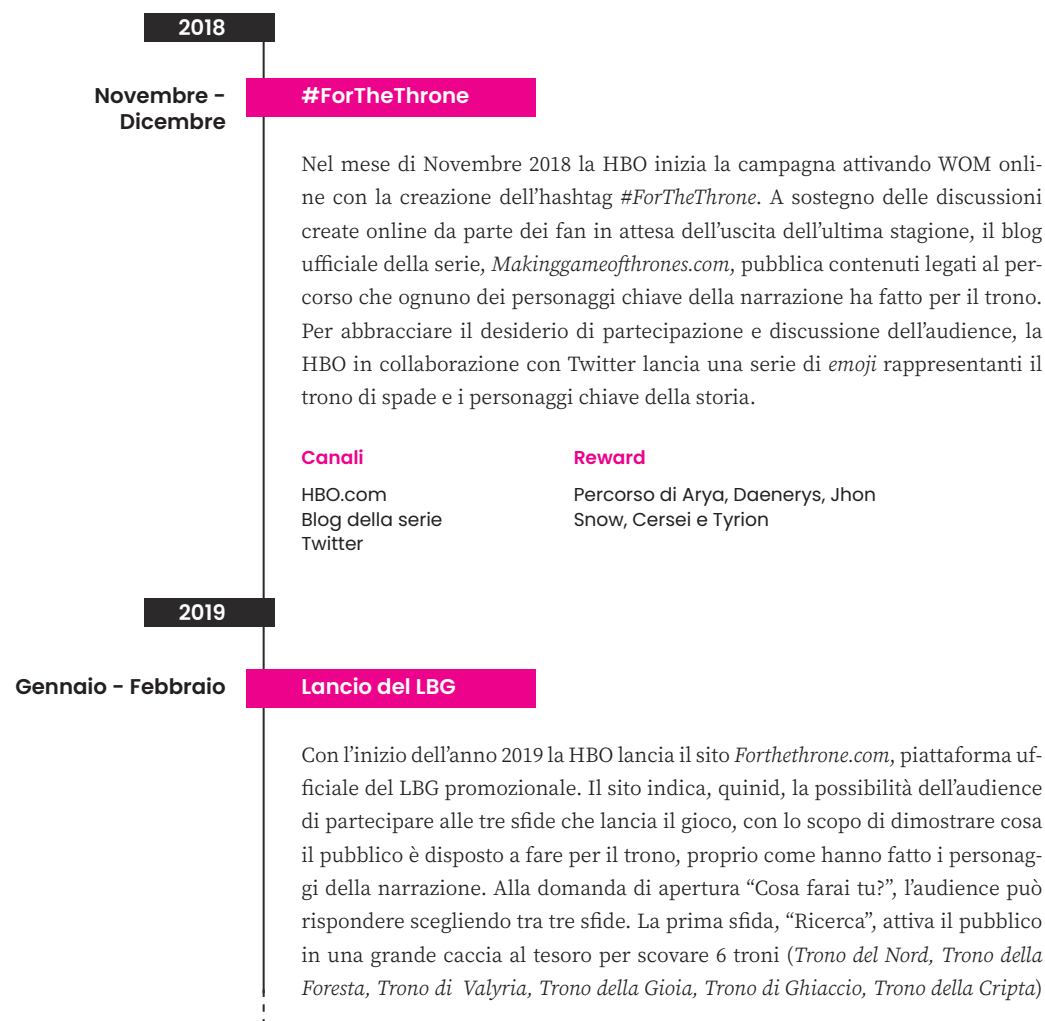 2018
Novembre -
Dicembre
#ForTheThrone
Nel mese di Novembre 2018 la HBO inizia la campagna attivando WOM onli-
ne con la creazione dell’hashtag #ForTheThrone. A sostegno delle discussioni
create online da parte dei fan in attesa dell’uscita dell’ultima stagione, il blog
ufficiale della serie, Makinggameofthrones.com, pubblica contenuti legati al per-
corso che ognuno dei personaggi chiave della narrazione ha fatto per il trono.
Per abbracciare il desiderio di partecipazione e discussione dell’audience, la
HBO in collaborazione con Twitter lancia una serie di emoji rappresentanti il
trono di spade e i personaggi chiave della storia.
Canali
HBO.com
Blog della serie
Twitter
Reward
Percorso di Arya, Daenerys, Jhon
Snow, Cersei e Tyrion
2019
Gennaio - Febbraio
Lancio del LBG
Con l’inizio dell’anno 2019 la HBO lancia il sito Forthethrone.com, piattaforma uf-
ficiale del LBG promozionale. Il sito indica, quinid, la possibilità dell’audience
di partecipare alle tre sfide che lancia il gioco, con lo scopo di dimostrare cosa
il pubblico è disposto a fare per il trono, proprio come hanno fatto i personag-
gi della narrazione. Alla domanda di apertura “Cosa farai tu?”, l’audience può
rispondere scegliendo tra tre sfide. La prima sfida, “Ricerca”, attiva il pubblico
in una grande caccia al tesoro per scovare 6 troni (Trono del Nord, Trono della
Foresta, Trono di Valyria, Trono della Gioia, Trono di Ghiaccio, Trono della Cripta)